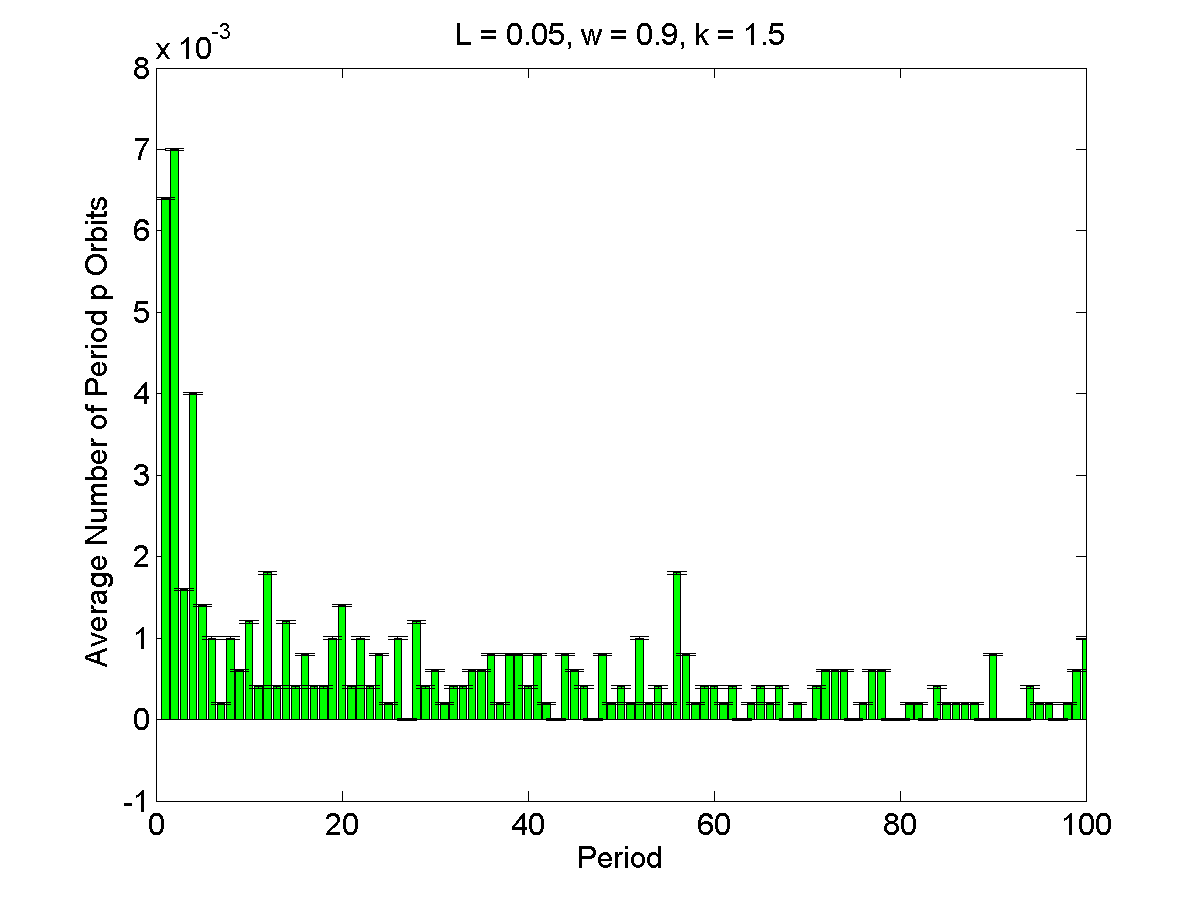 L = 0.05, w = 0.9, k = 1.5
x 10^-3
8
7
6
5
4
3
2
1
0
-1
Average Number of Period p Orbits
0 20 40 60 80 100
Period